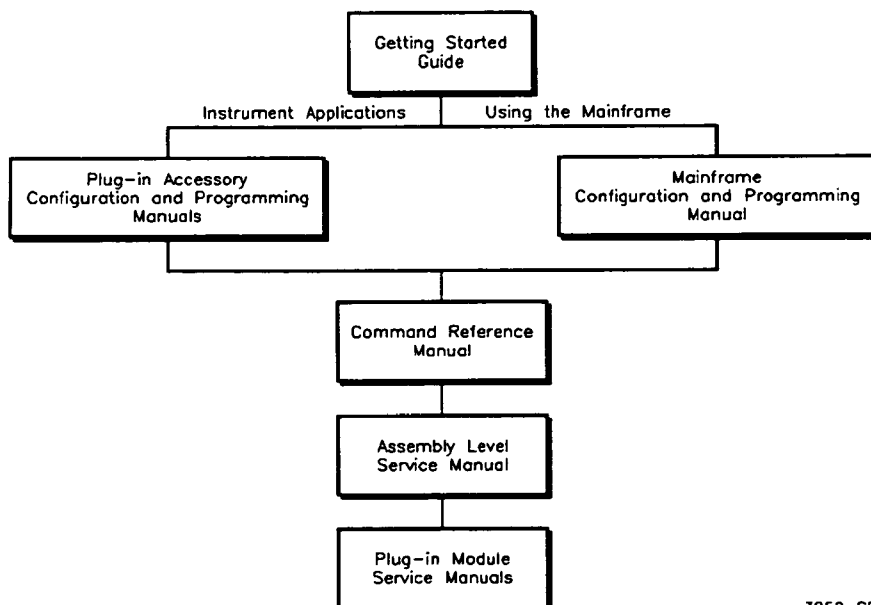 Getting Started
Guide
Instrument Applications
Using the Mainframe
Plug-in Accessory
Configuration and Programming
Manuals
Mainframe
Configuration and Programming
Manual
Command Reference
Manual
Assembly Level
Service Manual
Plug-in Module
Service Manuals